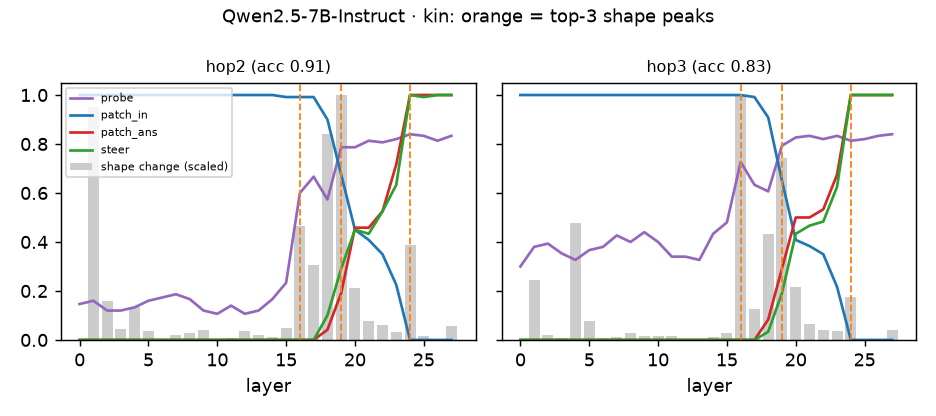 Qwen2.5-7B-Instruct · kin: orange = top-3 shape peaks
hop2 (acc 0.91)
hop3 (acc 0.83)
1.0
0.8
0.6
0.4
0.2
0.0
probe
patch_in
patch_ans
steer
shape change (scaled)
0 5 10 15 20 25
0 5 10 15 20 25
layer
layer